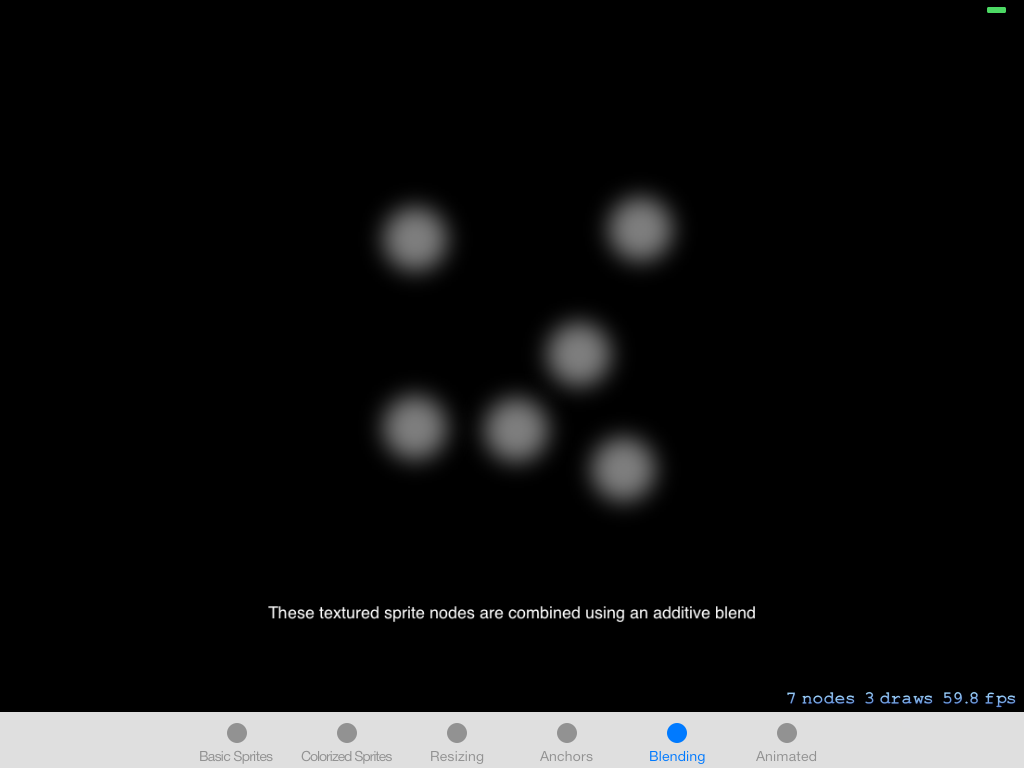 These textured sprite nodes are combined using an additive blend
7 nodes 3 draws 59.8 fps
Basic Sprites Colorized Sprites Resizing Anchors Blending Animated